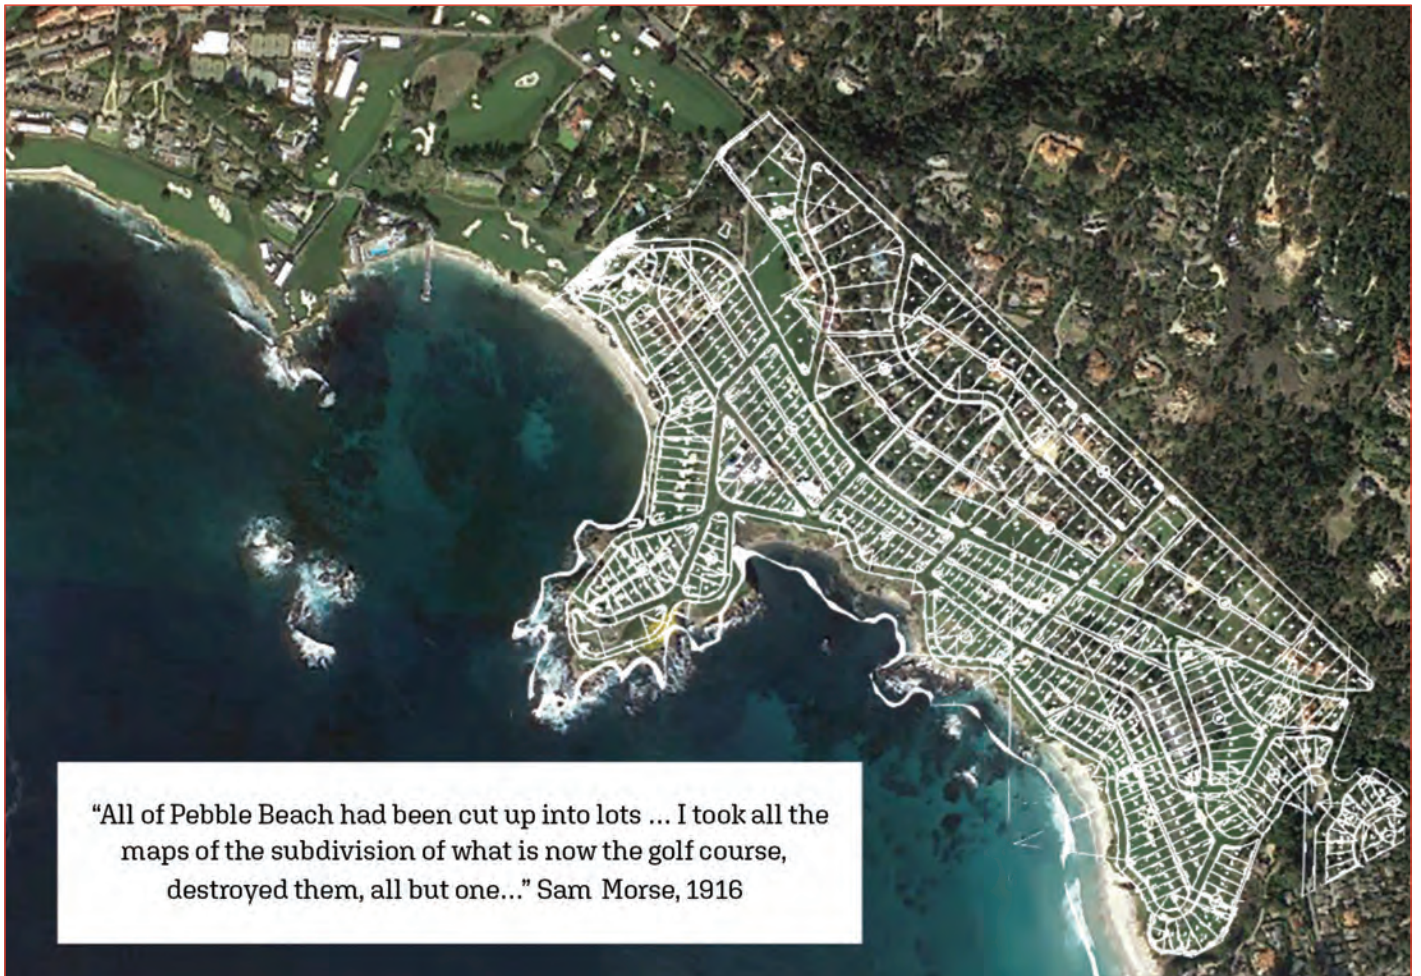 “All of Pebble Beach had been cut up into lots ... I took all the
maps of the subdivision of what is now the golf course,
destroyed them, all but one...” Sam Morse, 1916